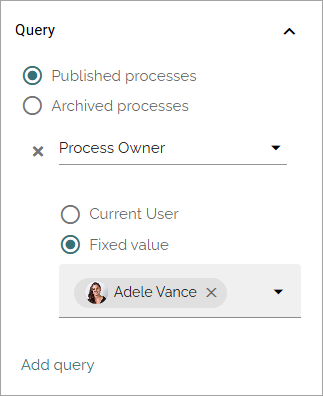 Query
Published processes
Archived processes
Process Owner
Current User
Fixed value
Adele Vance
Add query